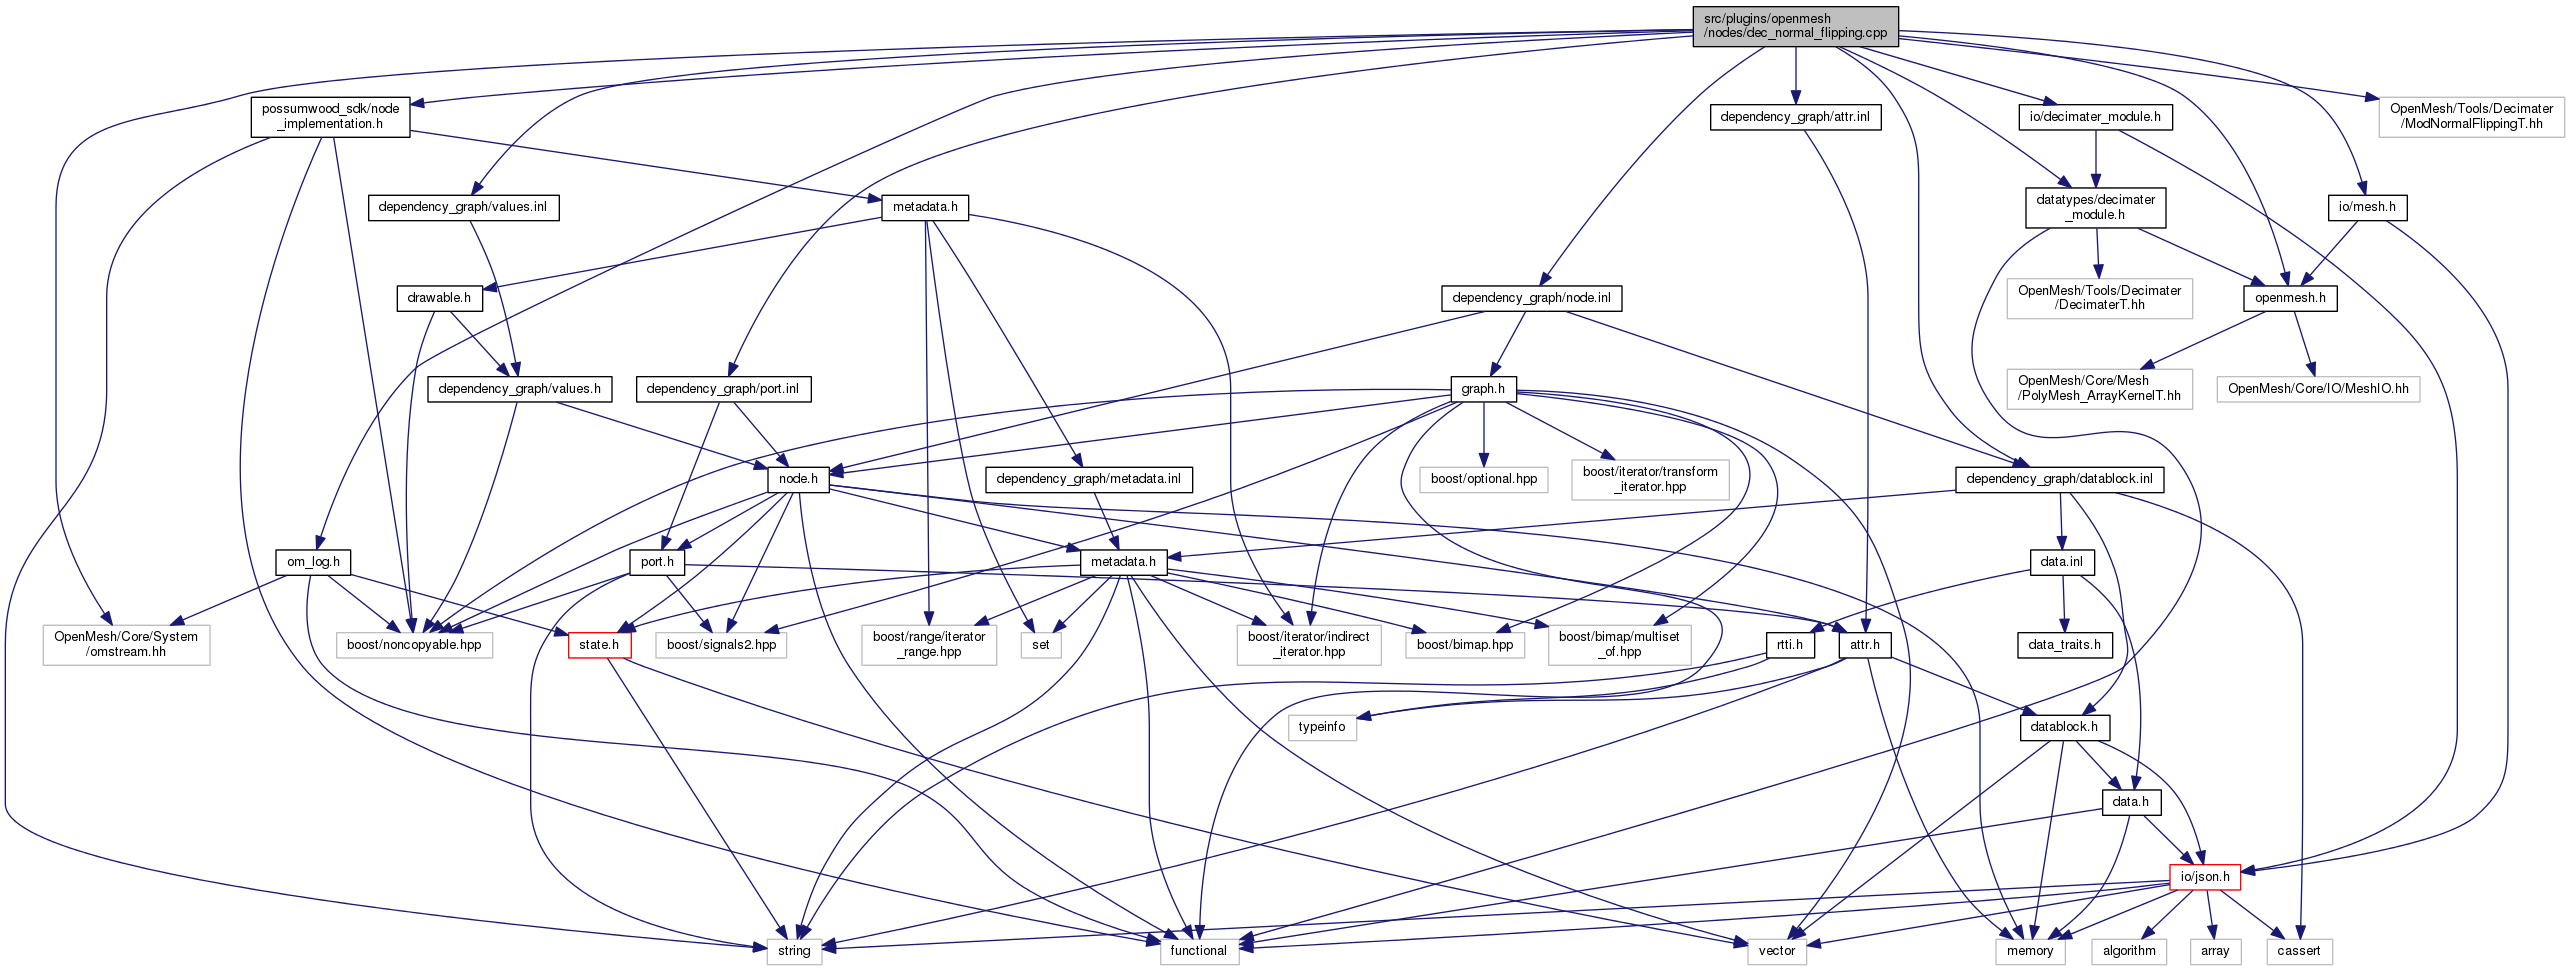 src/plugins/openmesh
/nodes/dec_normal_flipping.cpp
possumwood_sdk/node
_implementation.h
dependency_graph/attr.inl
io/decimater_module.h
OpenMesh/Tools/Decimater
/ModNormalFlippingT.hh
dependency_graph/values.inl
metadata.h
datatypes/decimater
_module.h
io/mesh.h
drawable.h
dependency_graph/node.inl
OpenMesh/Tools/Decimater
/DecimaterT.hh
openmesh.h
dependency_graph/values.h
dependency_graph/port.inl
graph.h
OpenMesh/Core/Mesh
/PolyMesh_ArrayKernelT.hh
OpenMesh/Core/IO/MeshIO.hh
node.h
dependency_graph/metadata.inl
boost/optional.hpp
boost/iterator/transform
_iterator.hpp
dependency_graph/datablock.inl
om_log.h
port.h
metadata.h
data.inl
OpenMesh/Core/System
/omstream.hh
boost/noncopyable.hpp
state.h
boost/signals2.hpp
boost/range/iterator
_range.hpp
set
boost/iterator/indirect
_iterator.hpp
boost/bimap.hpp
boost/bimap/multiset
_of.hpp
rtti.h
attr.h
data_traits.h
typeinfo
datablock.h
data.h
io/json.h
string
functional
vector
memory
algorithm
array
cassert